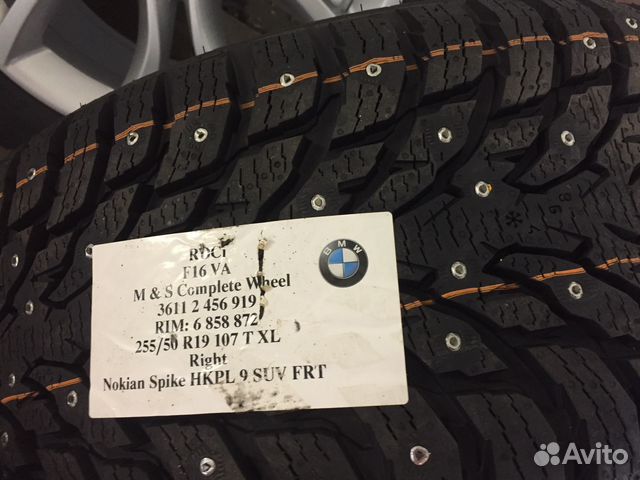 RDCi
F16 VA
M & S Complete Wheel
3611 2 456 919
RIM: 6 858 872
255/50 R19 107 T XL
Right
Nokian Spike HKPL 9 SUV FRT
BMW
Avito